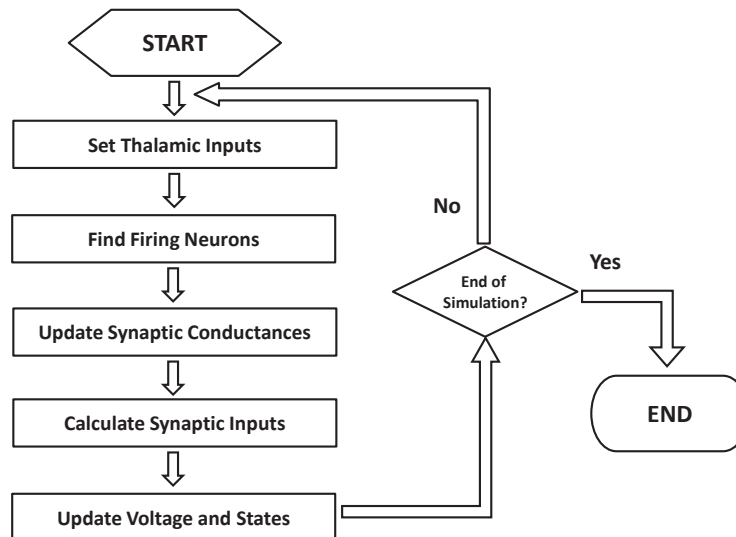 START
Set Thalamic Inputs
Find Firing Neurons
Update Synaptic Conductances
Calculate Synaptic Inputs
Update Voltage and States
No
End of
Simulation?
Yes
END